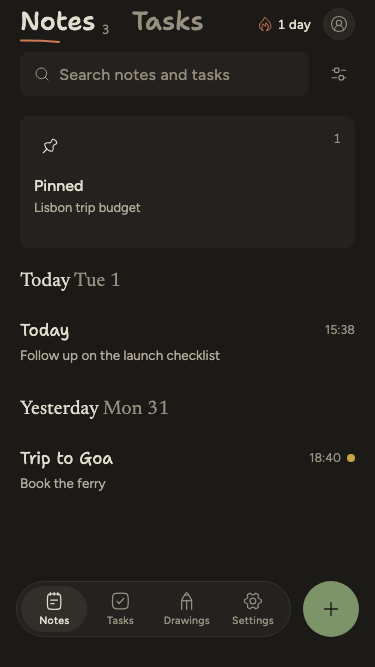 Notes 3 Tasks 1 day
Search notes and tasks
1
Pinned
Lisbon trip budget
Today Tue 1
Today 15:38
Follow up on the launch checklist
Yesterday Mon 31
Trip to Goa 18:40
Book the ferry
Notes Tasks Drawings Settings